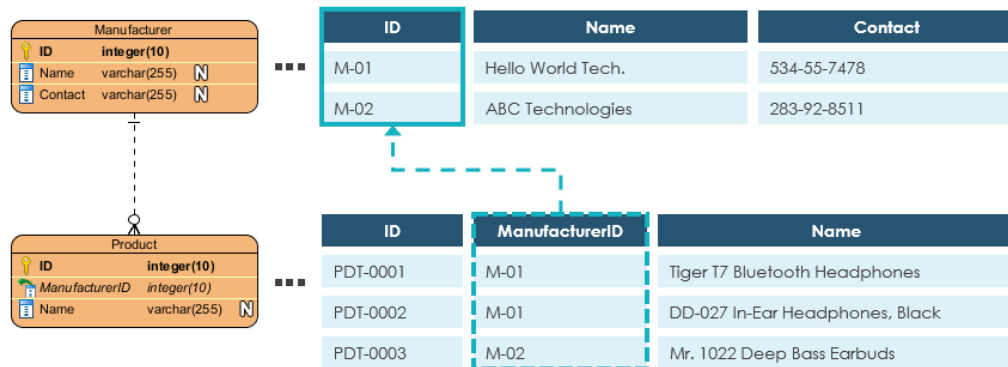 Manufacturer
ID integer(10)
Name varchar(255) N
Contact varchar(255) N
ID Name Contact
M-01 Hello World Tech. 534-55-7478
M-02 ABC Technologies 283-92-8511
Product
ID integer(10)
ManufacturerID integer(10)
Name varchar(255) N
ID ManufacturerID Name
PDT-0001 M-01 Tiger T7 Bluetooth Headphones
PDT-0002 M-01 DD-027 In-Ear Headphones, Black
PDT-0003 M-02 Mr. 1022 Deep Bass Earbuds